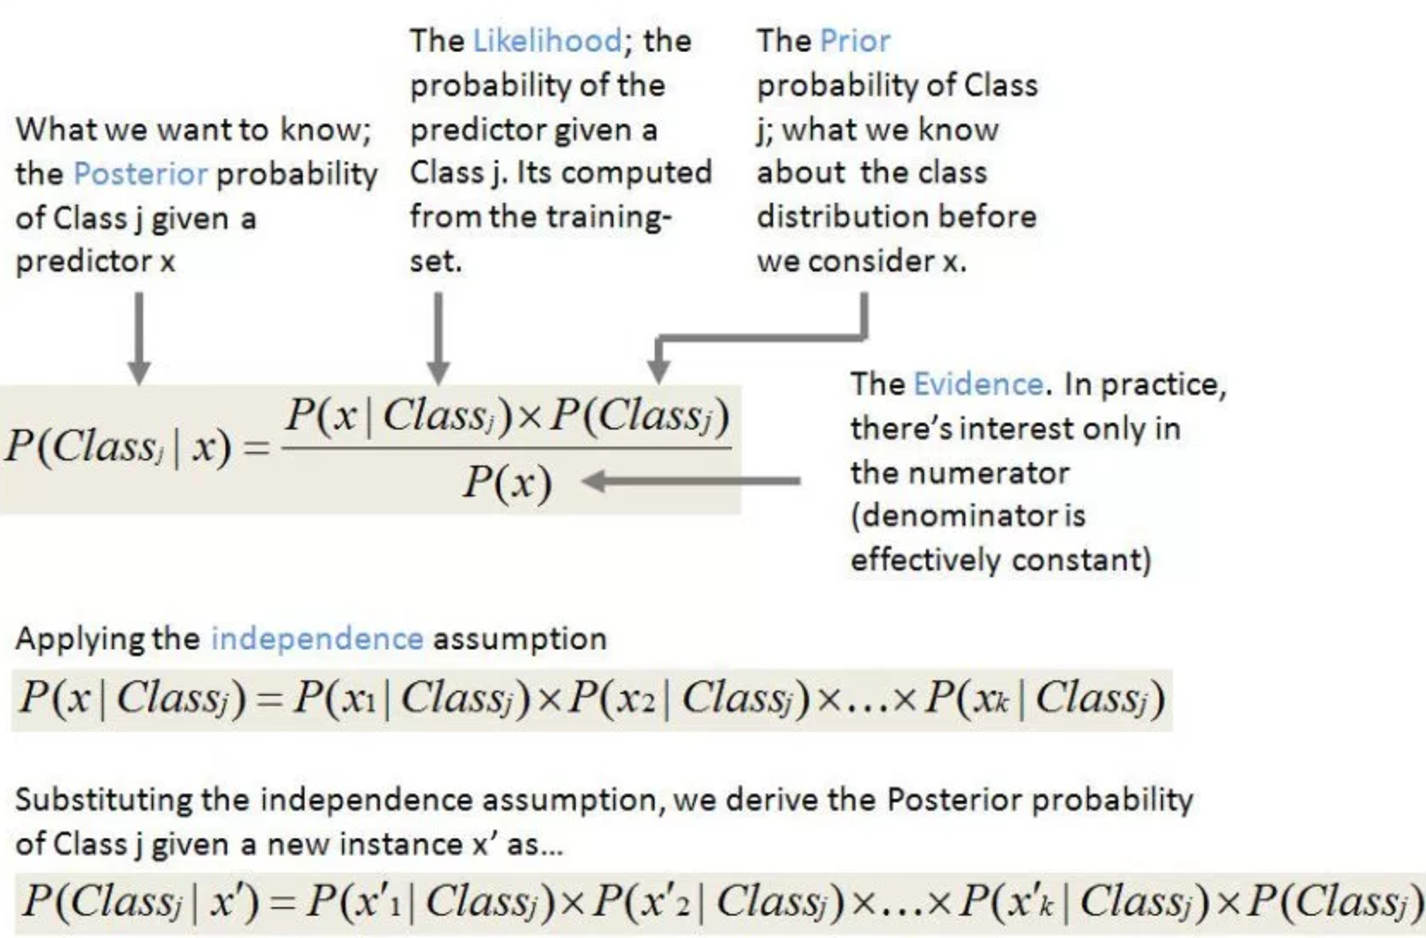 What we want to know;
the Posterior probability
of Class j given a
predictor x
The Likelihood; the
probability of the
predictor given a
Class j. Its computed
from the training-
set.
The Prior
probability of Class
j; what we know
about the class
distribution before
we consider x.
P(Classj | x) = P(x | Classj) × P(Classj)
P(x)
The Evidence. In practice,
there's interest only in
the numerator
(denominator is
effectively constant)
Applying the independence assumption
P(x | Classj) = P(x1 | Classj) × P(x2 | Classj) ×...× P(xk | Classj)
Substituting the independence assumption, we derive the Posterior probability
of Class j given a new instance x' as...
P(Classj | x') = P(x'1 | Classj) × P(x'2 | Classj) ×...× P(x'k | Classj) × P(Classj)